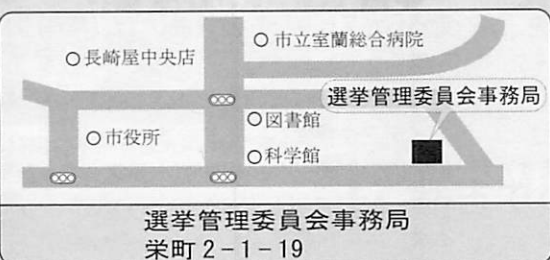 ○市立室蘭総合病院
○長崎屋中央店
選挙管理委員会事務局
○図書館
○市役所
○科学館
選挙管理委員会事務局
栄町2-1-19